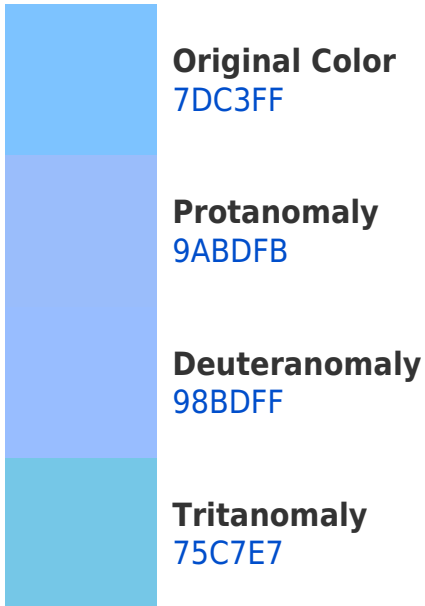 Original Color
7DC3FF
Protanomaly
9ABDFB
Deuteranomaly
98BDFF
Tritanomaly
75C7E7